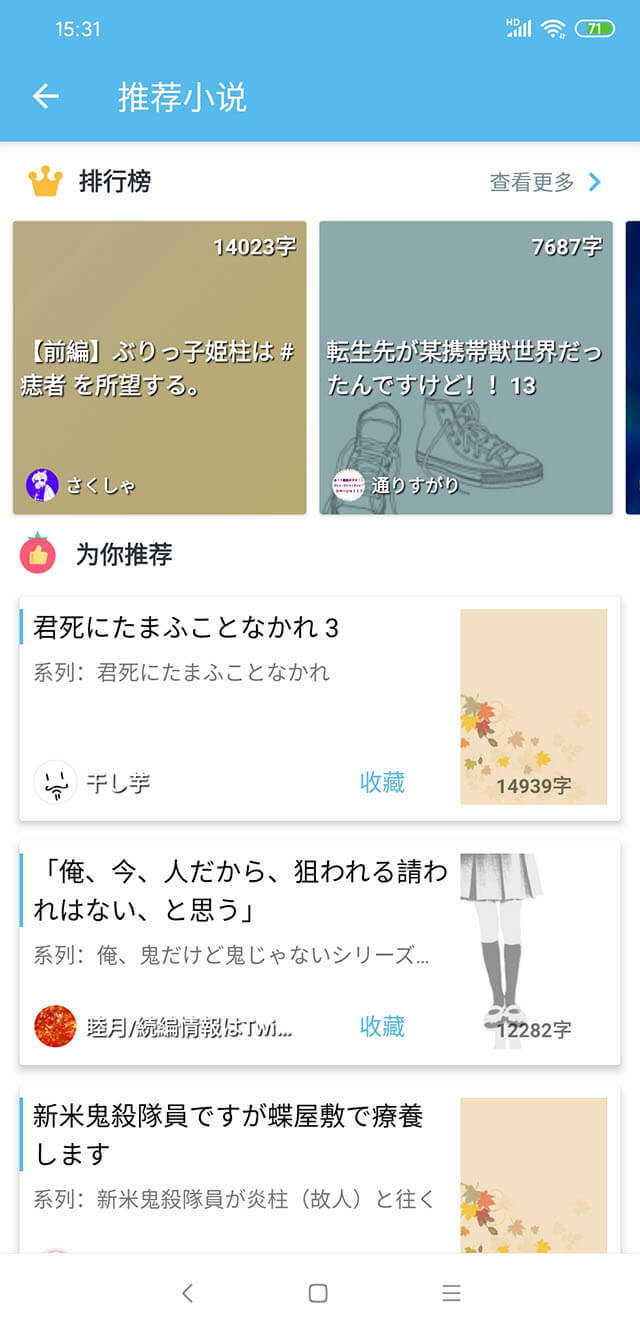 15:31
HD
71
推荐小说
排行榜
查看更多
14023字
【前編】ぶりっ子姫柱は #
痣者 を所望する。
さくしゃ
7687字
転生先が某携帯獣世界だっ
たんですけど！！13
通りすがり
为你推荐
君死にたまふことなかれ 3
系列：君死にたまふことなかれ
干し芋
收藏
14939字
「俺、今、人だから、狙われる請わ
れはない、と思う」
系列：俺、鬼だけど鬼じゃないシリーズ...
睦月/続編情報はTwi...
收藏
12282字
新米鬼殺隊員ですが蝶屋敷で療養
します
系列：新米鬼殺隊員が炎柱（故人）と往く